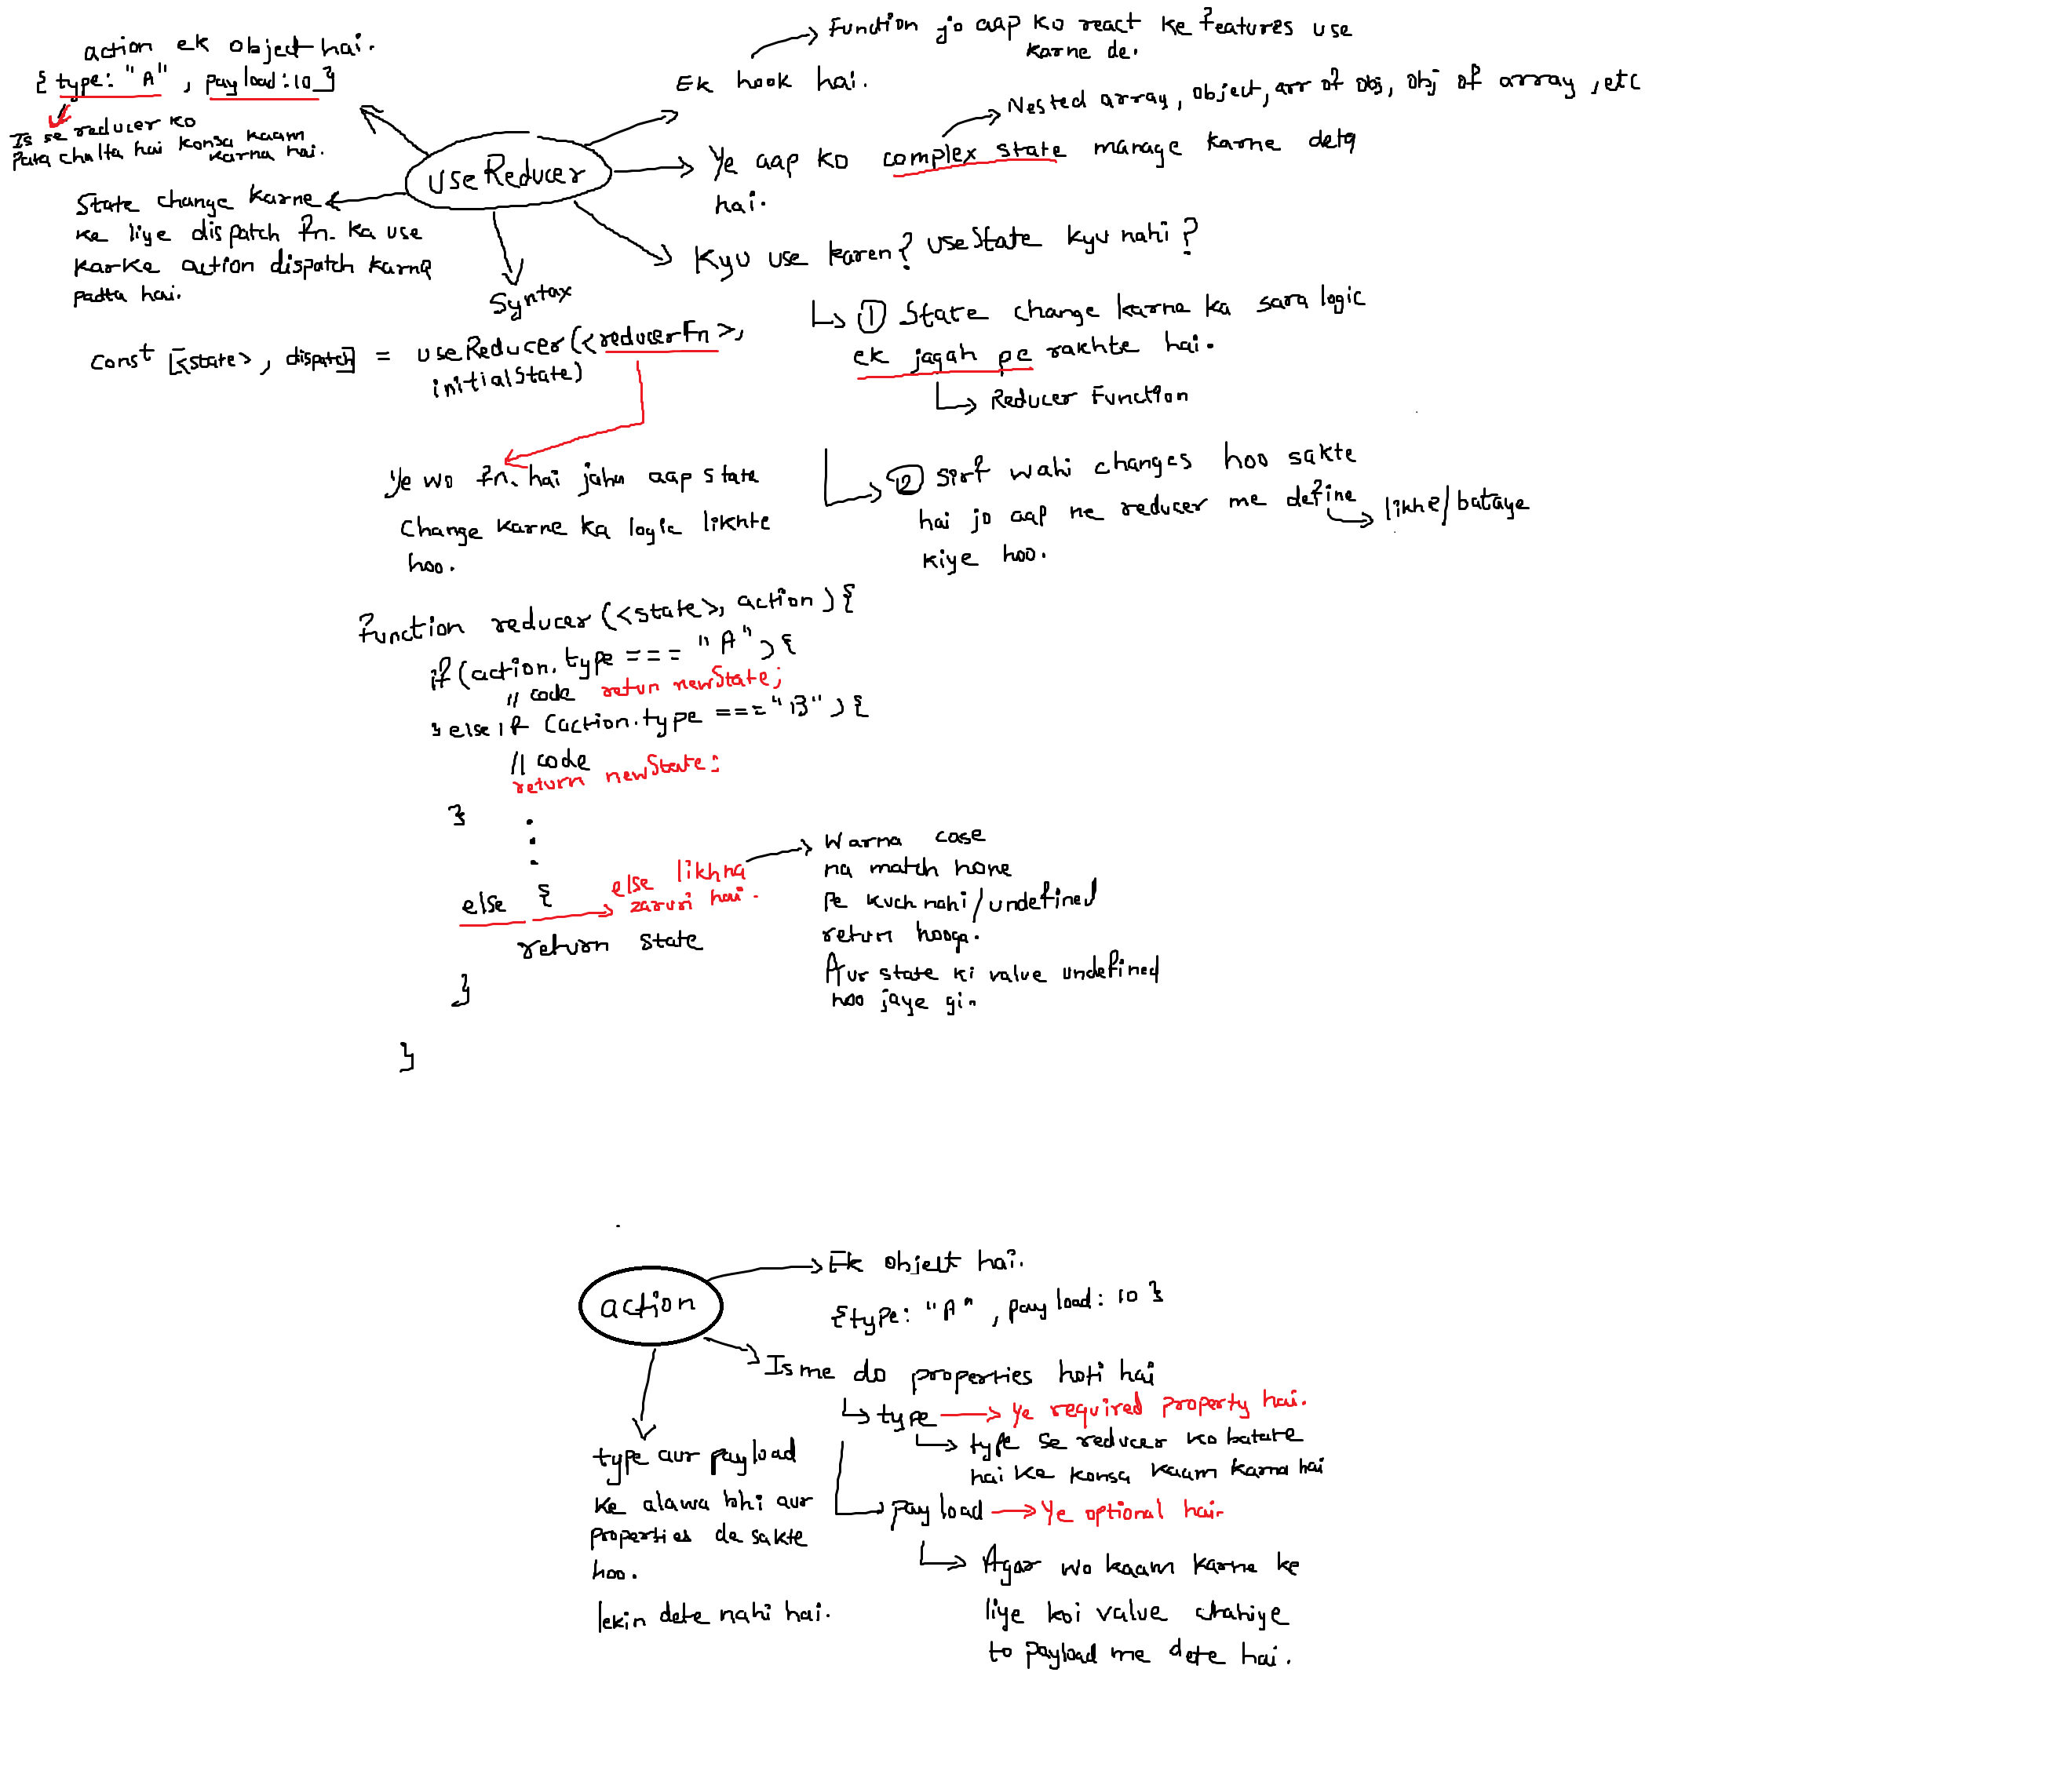 action ek object hai.
{ type: "A" , payload: 10 }
Is se reducer ko
pata chalta hai konsa kaam
karna hai.
useReducer
Ek hook hai.
Function jo aap ko react ke features use
karne de.
Ye aap ko complex state manage karne deta
hai.
Nested array, object, arr of obj, obj of array, etc
Kyu use karen? useState kyu nahi?
① State change karne ka sara logic
ek jagah pe rakhte hai.
Reducer Function
② Sirf wahi changes hoo sakte
hai jo aap ne reducer me define
kiye hoo.
likhe/bataye
State change karne
ke liye dispatch fn. ka use
karke action dispatch karna
padta hai.
Syntax
const [<state>, dispatch] = useReducer(<reducerFn>,
initialState)
Ye wo fn. hai jaha aap state
change karne ka logic likhte
hoo.
function reducer (<state>, action ) {
if (action.type === "A") {
// code retun newState;
} else if (action.type === "B") {
// code
return newState;
}
.
.
.
else {
else likhna
zaruri hai.
return state
}
}
Warna case
na match hone
pe kuch nahi/undefined
return hooga.
Aur state ki value undefined
hoo jaye gi.
action
Ek object hai.
{type: "A" , payload: 10 }
Is me do properties hoti hai
type
Ye required property hai.
type se reducer ko batate
hai ke konsa kaam karna hai
payload
Ye optional hai.
Agar wo kaam karne ke
liye koi value chahiye
to payload me dete hai.
type aur payload
ke alawa bhi aur
properties de sakte
hoo.
lekin dete nahi hai.